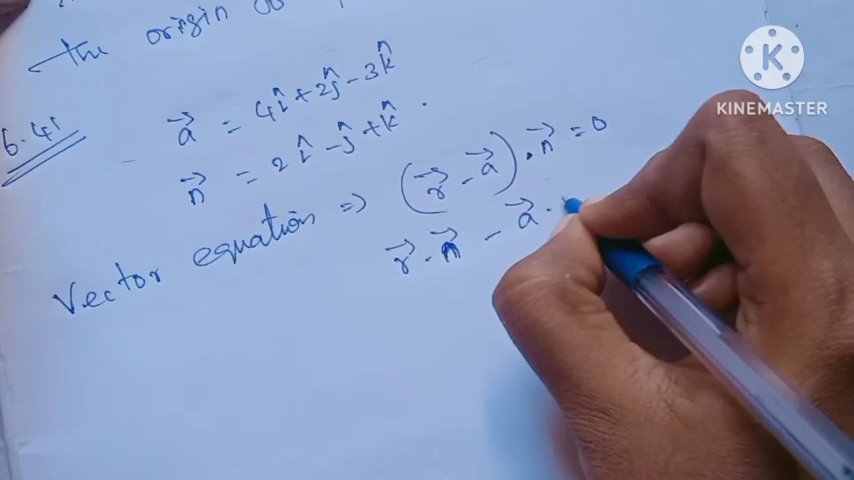 the origin
6.41
a⃗ = 4î + 2ĵ - 3k̂
n⃗ = 2î - ĵ + k̂.
Vector equation => (r⃗ - a⃗).n⃗ = 0
r⃗.n⃗ - a⃗.
KINEMASTER